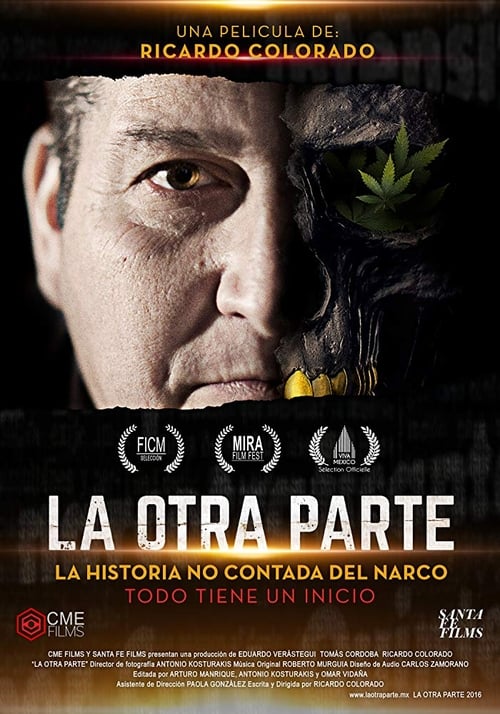 UNA PELICULA DE:
RICARDO COLORADO
FICM
SELECCIÓN
MIRA
FILM FEST
VIVA
MEXICO
Sélection Officielle
LA OTRA PARTE
LA HISTORIA NO CONTADA DEL NARCO
TODO TIENE UN INICIO
CME
FILMS
SANTA
FE
FILMS
CME FILMS Y SANTA FE FILMS presentan una producción de EDUARDO VERÁSTEGUI TOMÁS CORDOBA RICARDO COLORADO
"LA OTRA PARTE" Director de fotografía ANTONIO KOSTURAKIS Música Original ROBERTO MURGUIA Diseño de Audio CARLOS ZAMORANO
Editada por ARTURO MANRIQUE, ANTONIO KOSTURAKIS Y OMAR VIDAÑA
Asistente de Dirección PAOLA GONZÁLEZ Escrita y Dirigida por RICARDO COLORADO
www.laotraparte.mx LA OTRA PARTE 2016